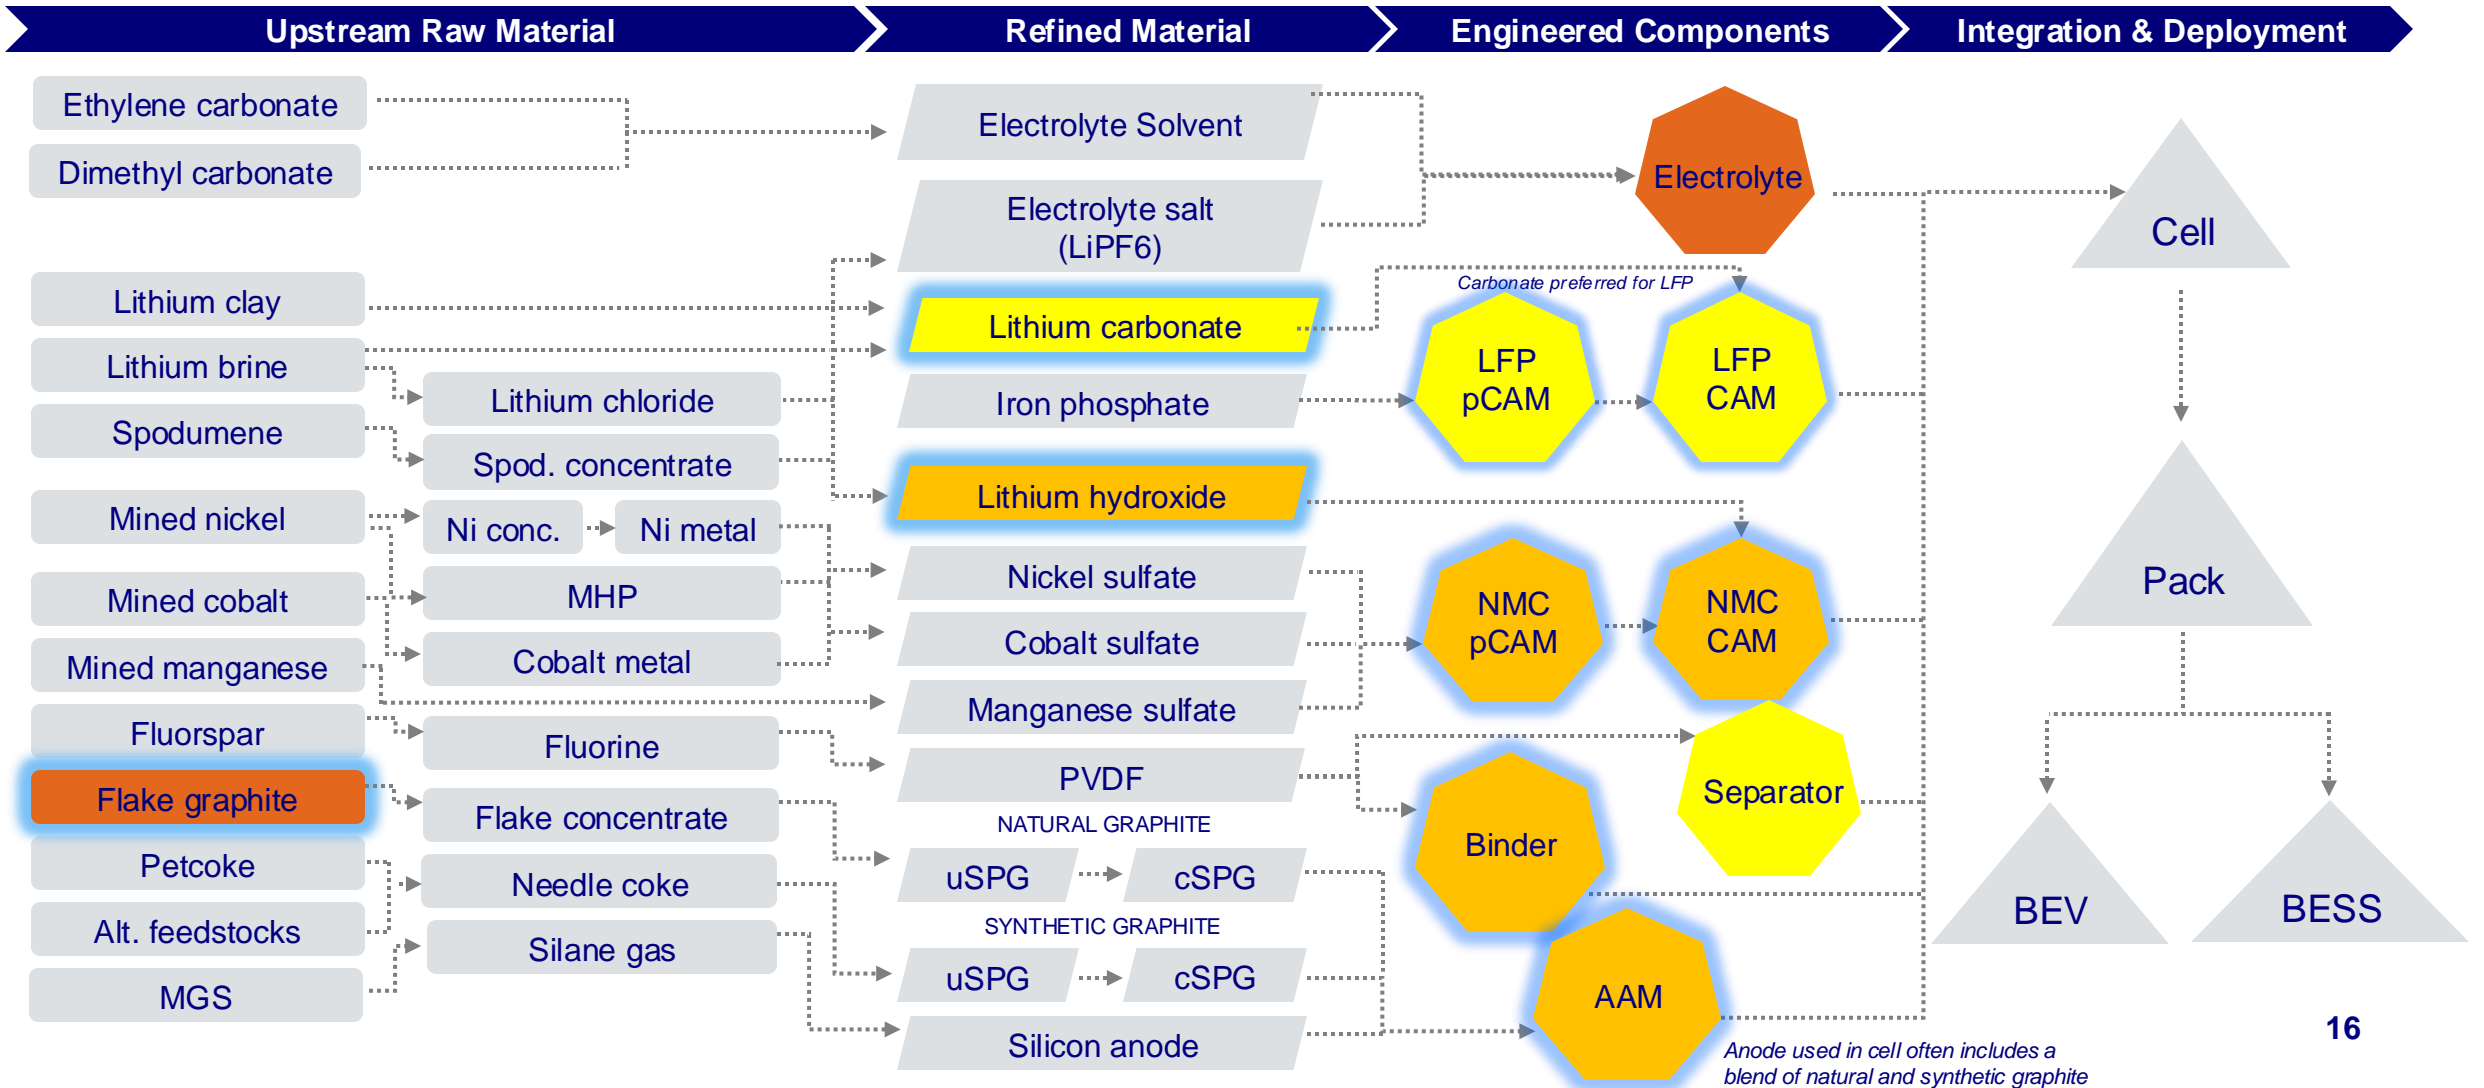 Upstream Raw Material
Refined Material
Engineered Components
Integration & Deployment
Ethylene carbonate
Dimethyl carbonate
Lithium clay
Lithium brine
Spodumene
Mined nickel
Mined cobalt
Mined manganese
Fluorspar
Flake graphite
Petcoke
Alt. feedstocks
MGS
Lithium chloride
Spod. concentrate
Ni conc.
Ni metal
MHP
Cobalt metal
Fluorine
Flake concentrate
Needle coke
Silane gas
Electrolyte Solvent
Electrolyte salt
(LiPF6)
Lithium carbonate
Iron phosphate
Lithium hydroxide
Nickel sulfate
Cobalt sulfate
Manganese sulfate
PVDF
NATURAL GRAPHITE
uSPG
cSPG
SYNTHETIC GRAPHITE
uSPG
cSPG
Silicon anode
Electrolyte
Carbonate preferred for LFP
LFP
pCAM
LFP
CAM
NMC
pCAM
NMC
CAM
Separator
Binder
AAM
Anode used in cell often includes a
blend of natural and synthetic graphite
Cell
Pack
BEV
BESS
16